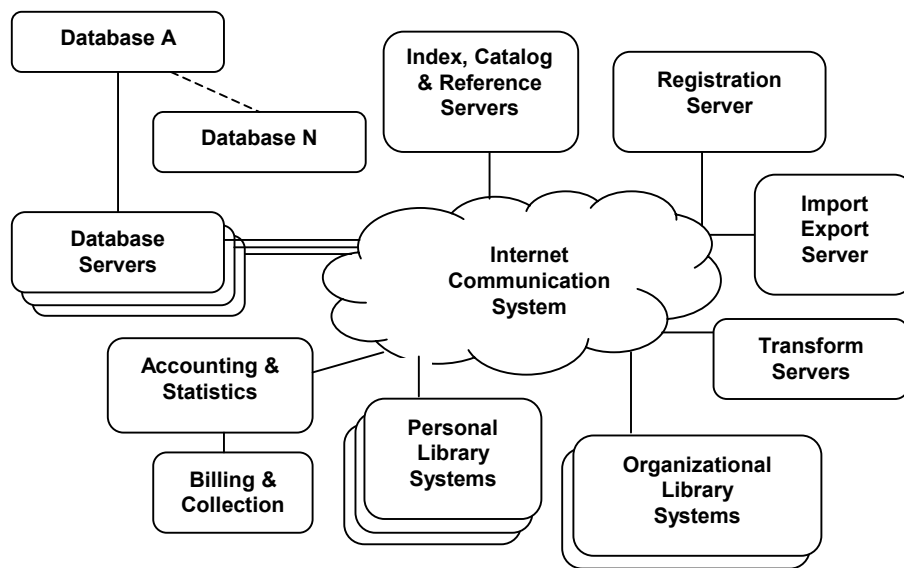 Database A
Database N
Index, Catalog
& Reference
Servers
Registration
Server
Database
Servers
Internet
Communication
System
Import
Export
Server
Accounting &
Statistics
Transform
Servers
Billing &
Collection
Personal
Library
Systems
Organizational
Library
Systems